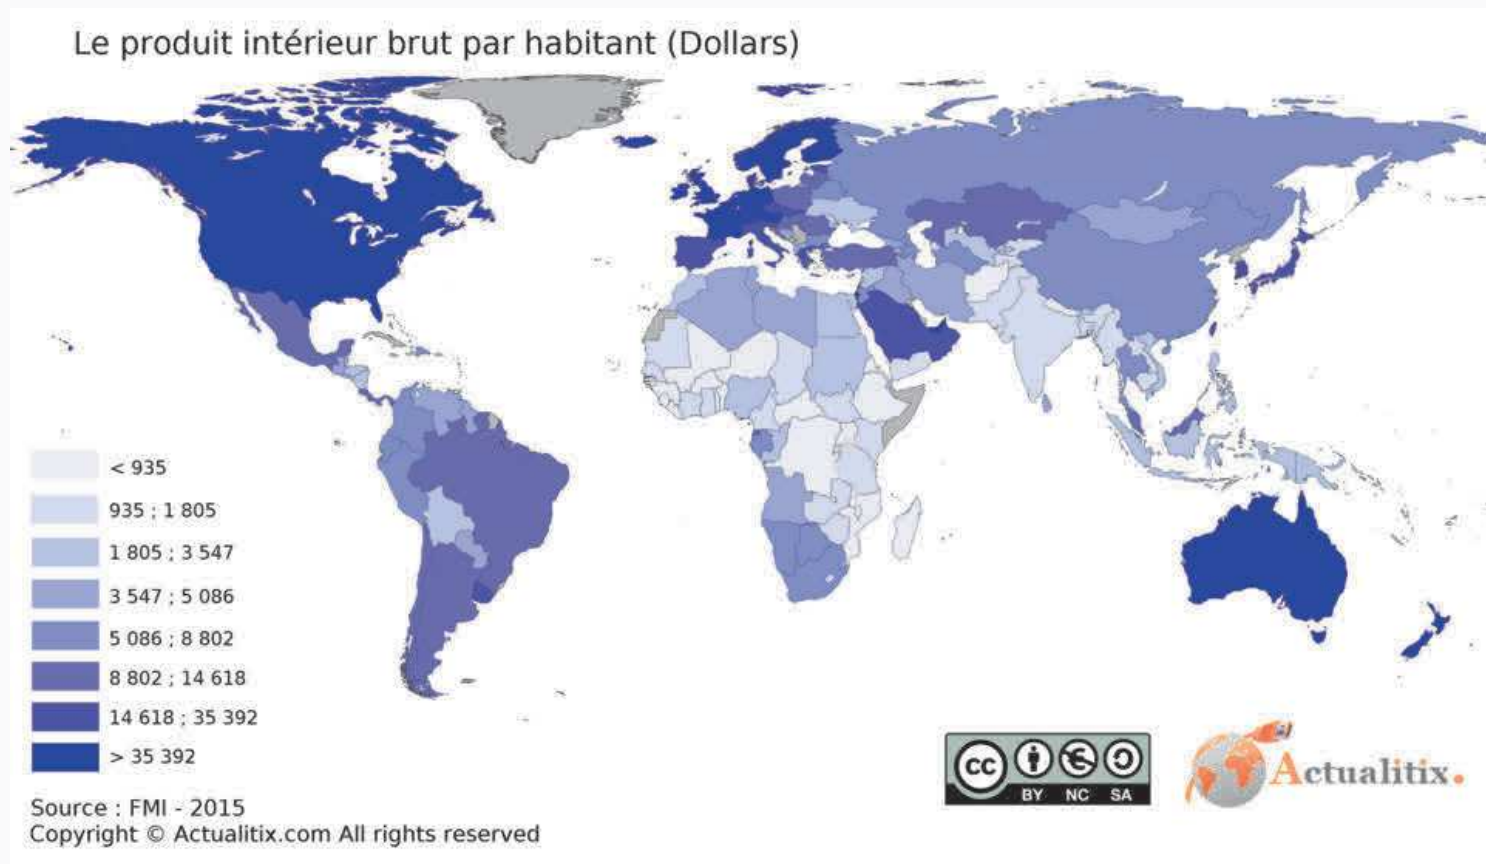 Le produit intérieur brut par habitant (Dollars)
< 935
935 ; 1 805
1 805 ; 3 547
3 547 ; 5 086
5 086 ; 8 802
8 802 ; 14 618
14 618 ; 35 392
> 35 392
Source : FMI - 2015
Copyright © Actualitix.com All rights reserved
cc
BY NC SA
Actualitix.